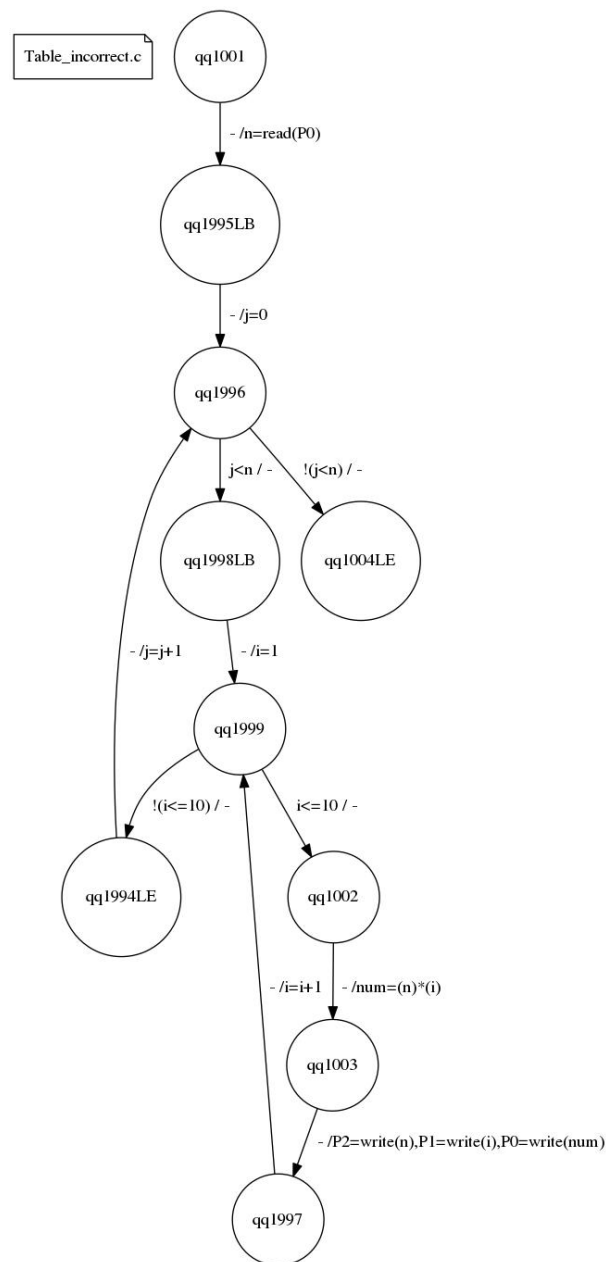 Table_incorrect.c
qq1001
- /n=read(P0)
qq1995LB
- /j=0
qq1996
j<n / -
!(j<n) / -
qq1998LB
qq1004LE
- /j=j+1
- /i=1
qq1999
!(i<=10) / -
i<=10 / -
qq1994LE
qq1002
- /i=i+1
- /num=(n)*(i)
qq1003
- /P2=write(n),P1=write(i),P0=write(num)
qq1997